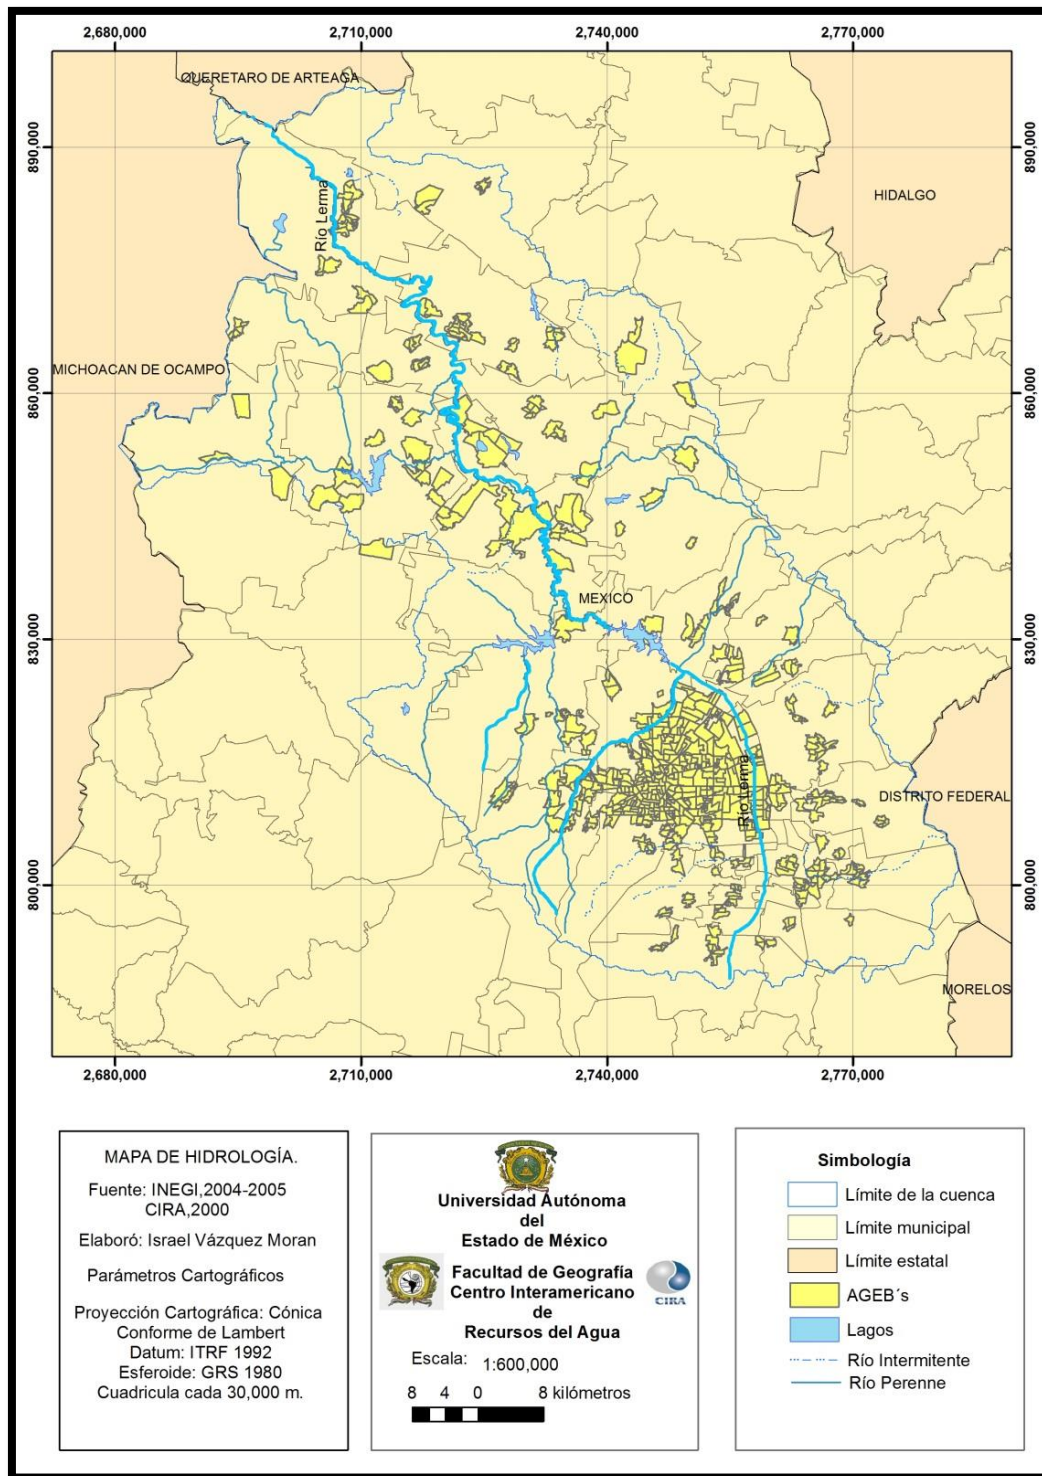 2,680,000 2,710,000 2,740,000 2,770,000
QUERETARO DE ARTEAGA
890,000 890,000
HIDALGO
Río Lerma
MICHOACAN DE OCAMPO
860,000 860,000
MEXICO
830,000 830,000
Río Lerma
DISTRITO FEDERAL
800,000 800,000
MORELOS
2,680,000 2,710,000 2,740,000 2,770,000
MAPA DE HIDROLOGÍA.
Fuente: INEGI,2004-2005
CIRA,2000
Elaboró: Israel Vázquez Moran
Parámetros Cartográficos
Proyección Cartográfica: Cónica
Conforme de Lambert
Datum: ITRF 1992
Esferoide: GRS 1980
Cuadricula cada 30,000 m.
Universidad Autónoma
del
Estado de México
Facultad de Geografía
Centro Interamericano
de
Recursos del Agua
CIRA
Escala: 1:600,000
8 4 0 8 kilómetros
Simbología
Límite de la cuenca
Límite municipal
Límite estatal
AGEB´s
Lagos
Río Intermitente
Río Perenne